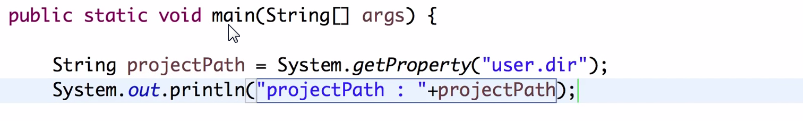 public static void main(String[] args) {
String projectPath = System.getProperty("user.dir");
System.out.println("projectPath : "+projectPath);